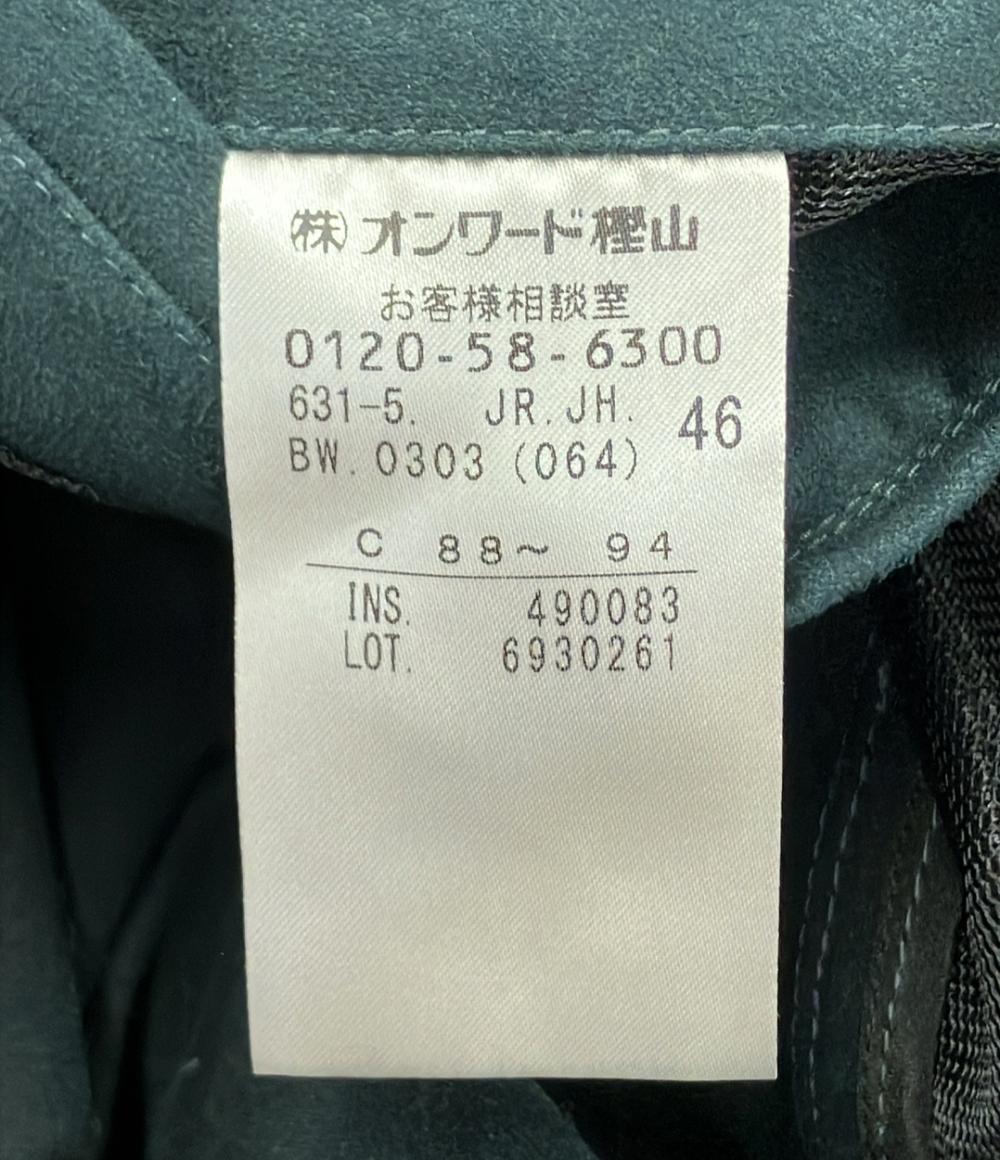 ㈱オンワード樫山
お客様相談室
0120-58-6300
631-5. JR.JH. 46
BW. 0303 (064)
C 88～ 94
INS. 490083
LOT. 6930261